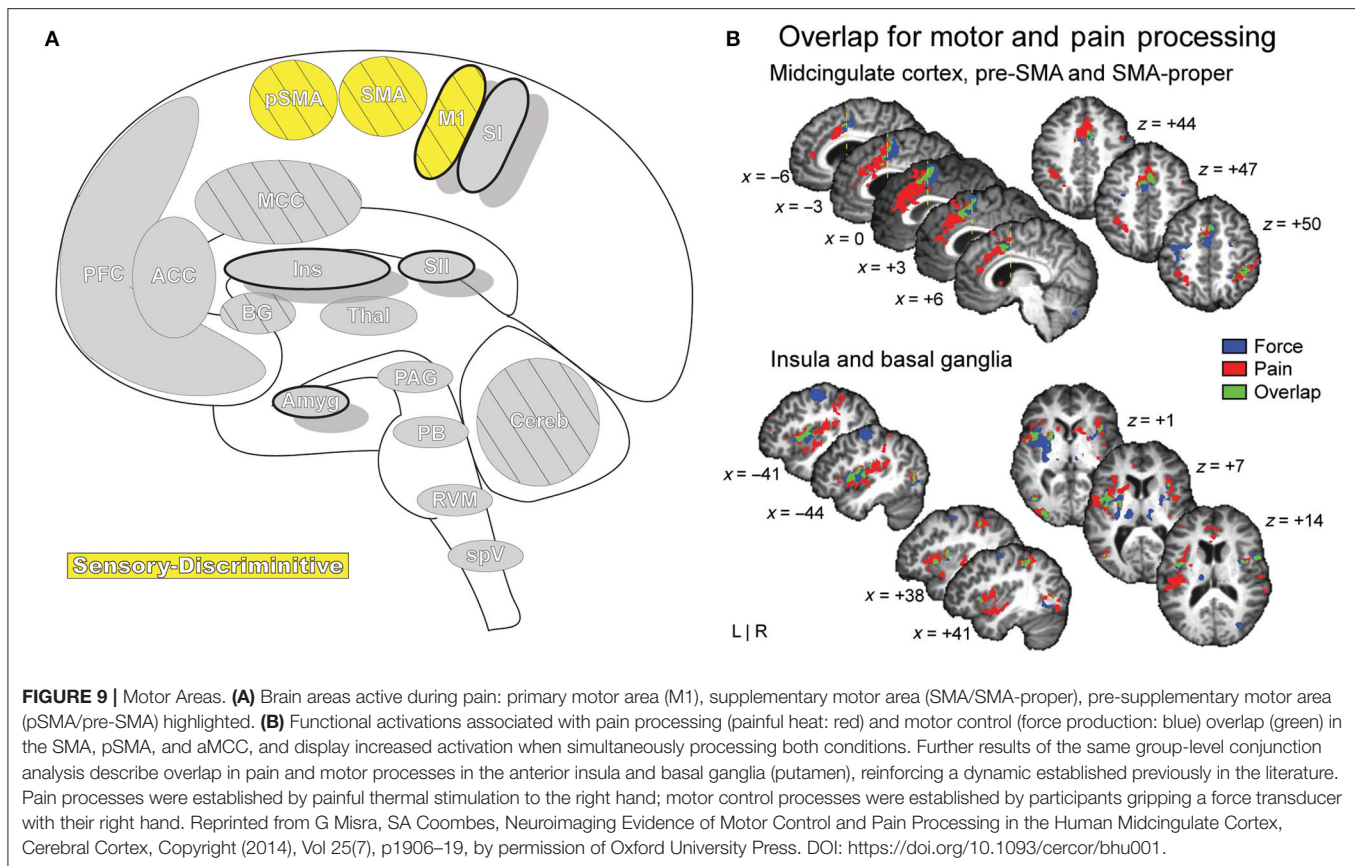 A
pSMA
SMA
M1
SI
MCC
PFC
ACC
Ins
SII
BG
Thal
PAG
Amyg
PB
Cereb
RVM
spV
Sensory-Discriminitive
B
Overlap for motor and pain processing
Midcingulate cortex, pre-SMA and SMA-proper
x = –6
x = –3
x = 0
x = +3
x = +6
z = +44
z = +47
z = +50
Force
Pain
Overlap
Insula and basal ganglia
x = –41
x = –44
x = +38
x = +41
z = +1
z = +7
z = +14
L | R
FIGURE 9 | Motor Areas. (A) Brain areas active during pain: primary motor area (M1), supplementary motor area (SMA/SMA-proper), pre-supplementary motor area
(pSMA/pre-SMA) highlighted. (B) Functional activations associated with pain processing (painful heat: red) and motor control (force production: blue) overlap (green) in
the SMA, pSMA, and aMCC, and display increased activation when simultaneously processing both conditions. Further results of the same group-level conjunction
analysis describe overlap in pain and motor processes in the anterior insula and basal ganglia (putamen), reinforcing a dynamic established previously in the literature.
Pain processes were established by painful thermal stimulation to the right hand; motor control processes were established by participants gripping a force transducer
with their right hand. Reprinted from G Misra, SA Coombes, Neuroimaging Evidence of Motor Control and Pain Processing in the Human Midcingulate Cortex,
Cerebral Cortex, Copyright (2014), Vol 25(7), p1906–19, by permission of Oxford University Press. DOI: https://doi.org/10.1093/cercor/bhu001.